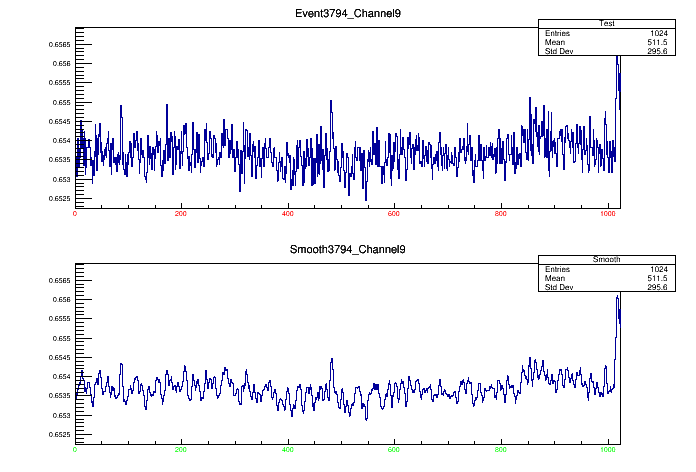 Event3794_Channel9
Test
Entries 1024
Mean 511.5
Std Dev 295.6
0.6565
0.656
0.6555
0.655
0.6545
0.654
0.6535
0.653
0.6525
0 200 400 600 800 1000
Smooth3794_Channel9
Smooth
Entries 1024
Mean 511.5
Std Dev 295.6
0.6565
0.656
0.6555
0.655
0.6545
0.654
0.6535
0.653
0.6525
0 200 400 600 800 1000